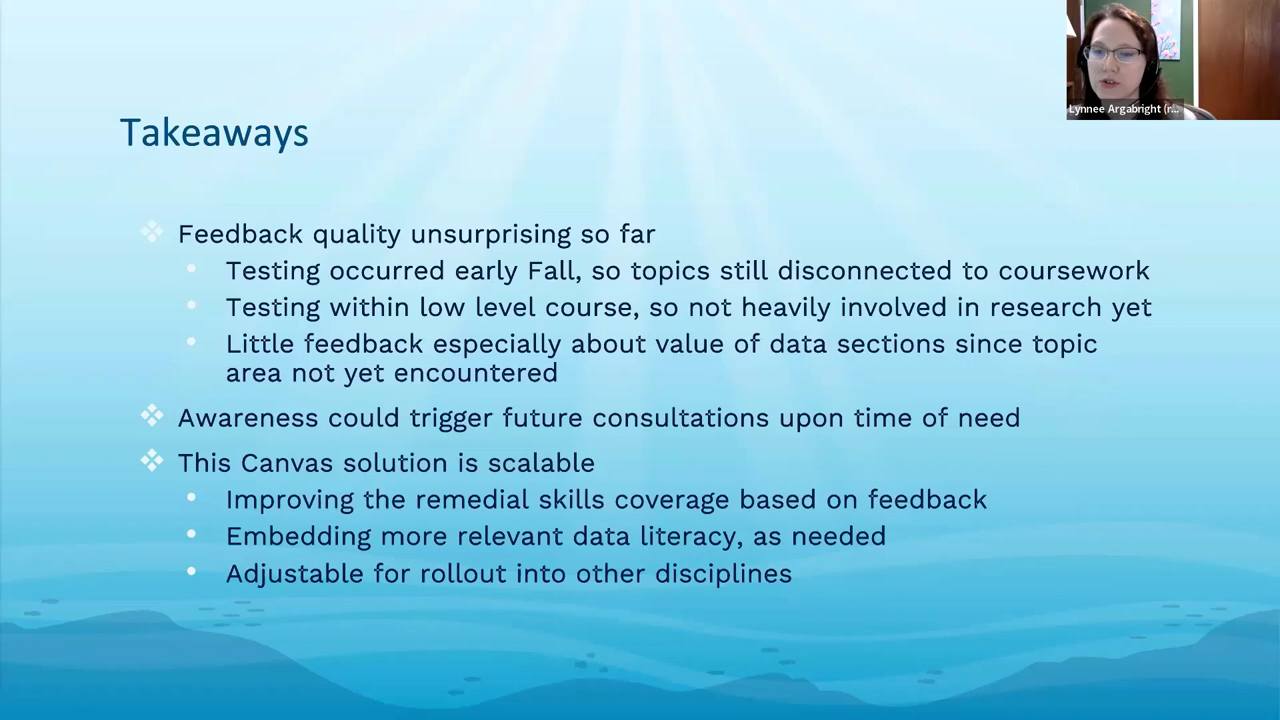 Lynnee Argabright (r...
Takeaways
Feedback quality unsurprising so far
Testing occurred early Fall, so topics still disconnected to coursework
Testing within low level course, so not heavily involved in research yet
Little feedback especially about value of data sections since topic
area not yet encountered
Awareness could trigger future consultations upon time of need
This Canvas solution is scalable
Improving the remedial skills coverage based on feedback
Embedding more relevant data literacy, as needed
Adjustable for rollout into other disciplines